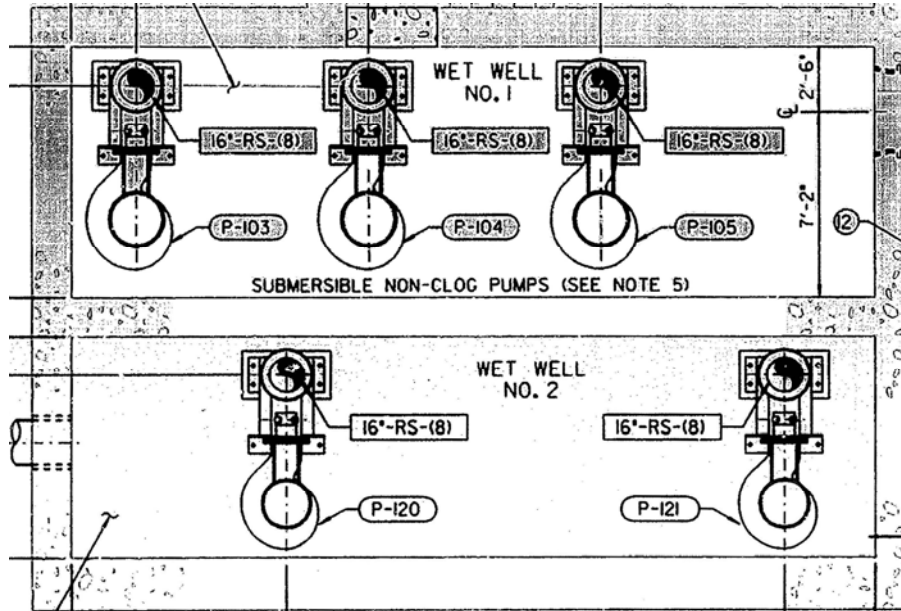 WET WELL
NO. 1
2'-6"
℄
16"-RS-(8)
16"-RS-(8)
16"-RS-(8)
7'-2"
12
P-103
P-104
P-105
SUBMERSIBLE NON-CLOG PUMPS (SEE NOTE 5)
WET WELL
NO. 2
16"-RS-(8)
16"-RS-(8)
P-120
P-121